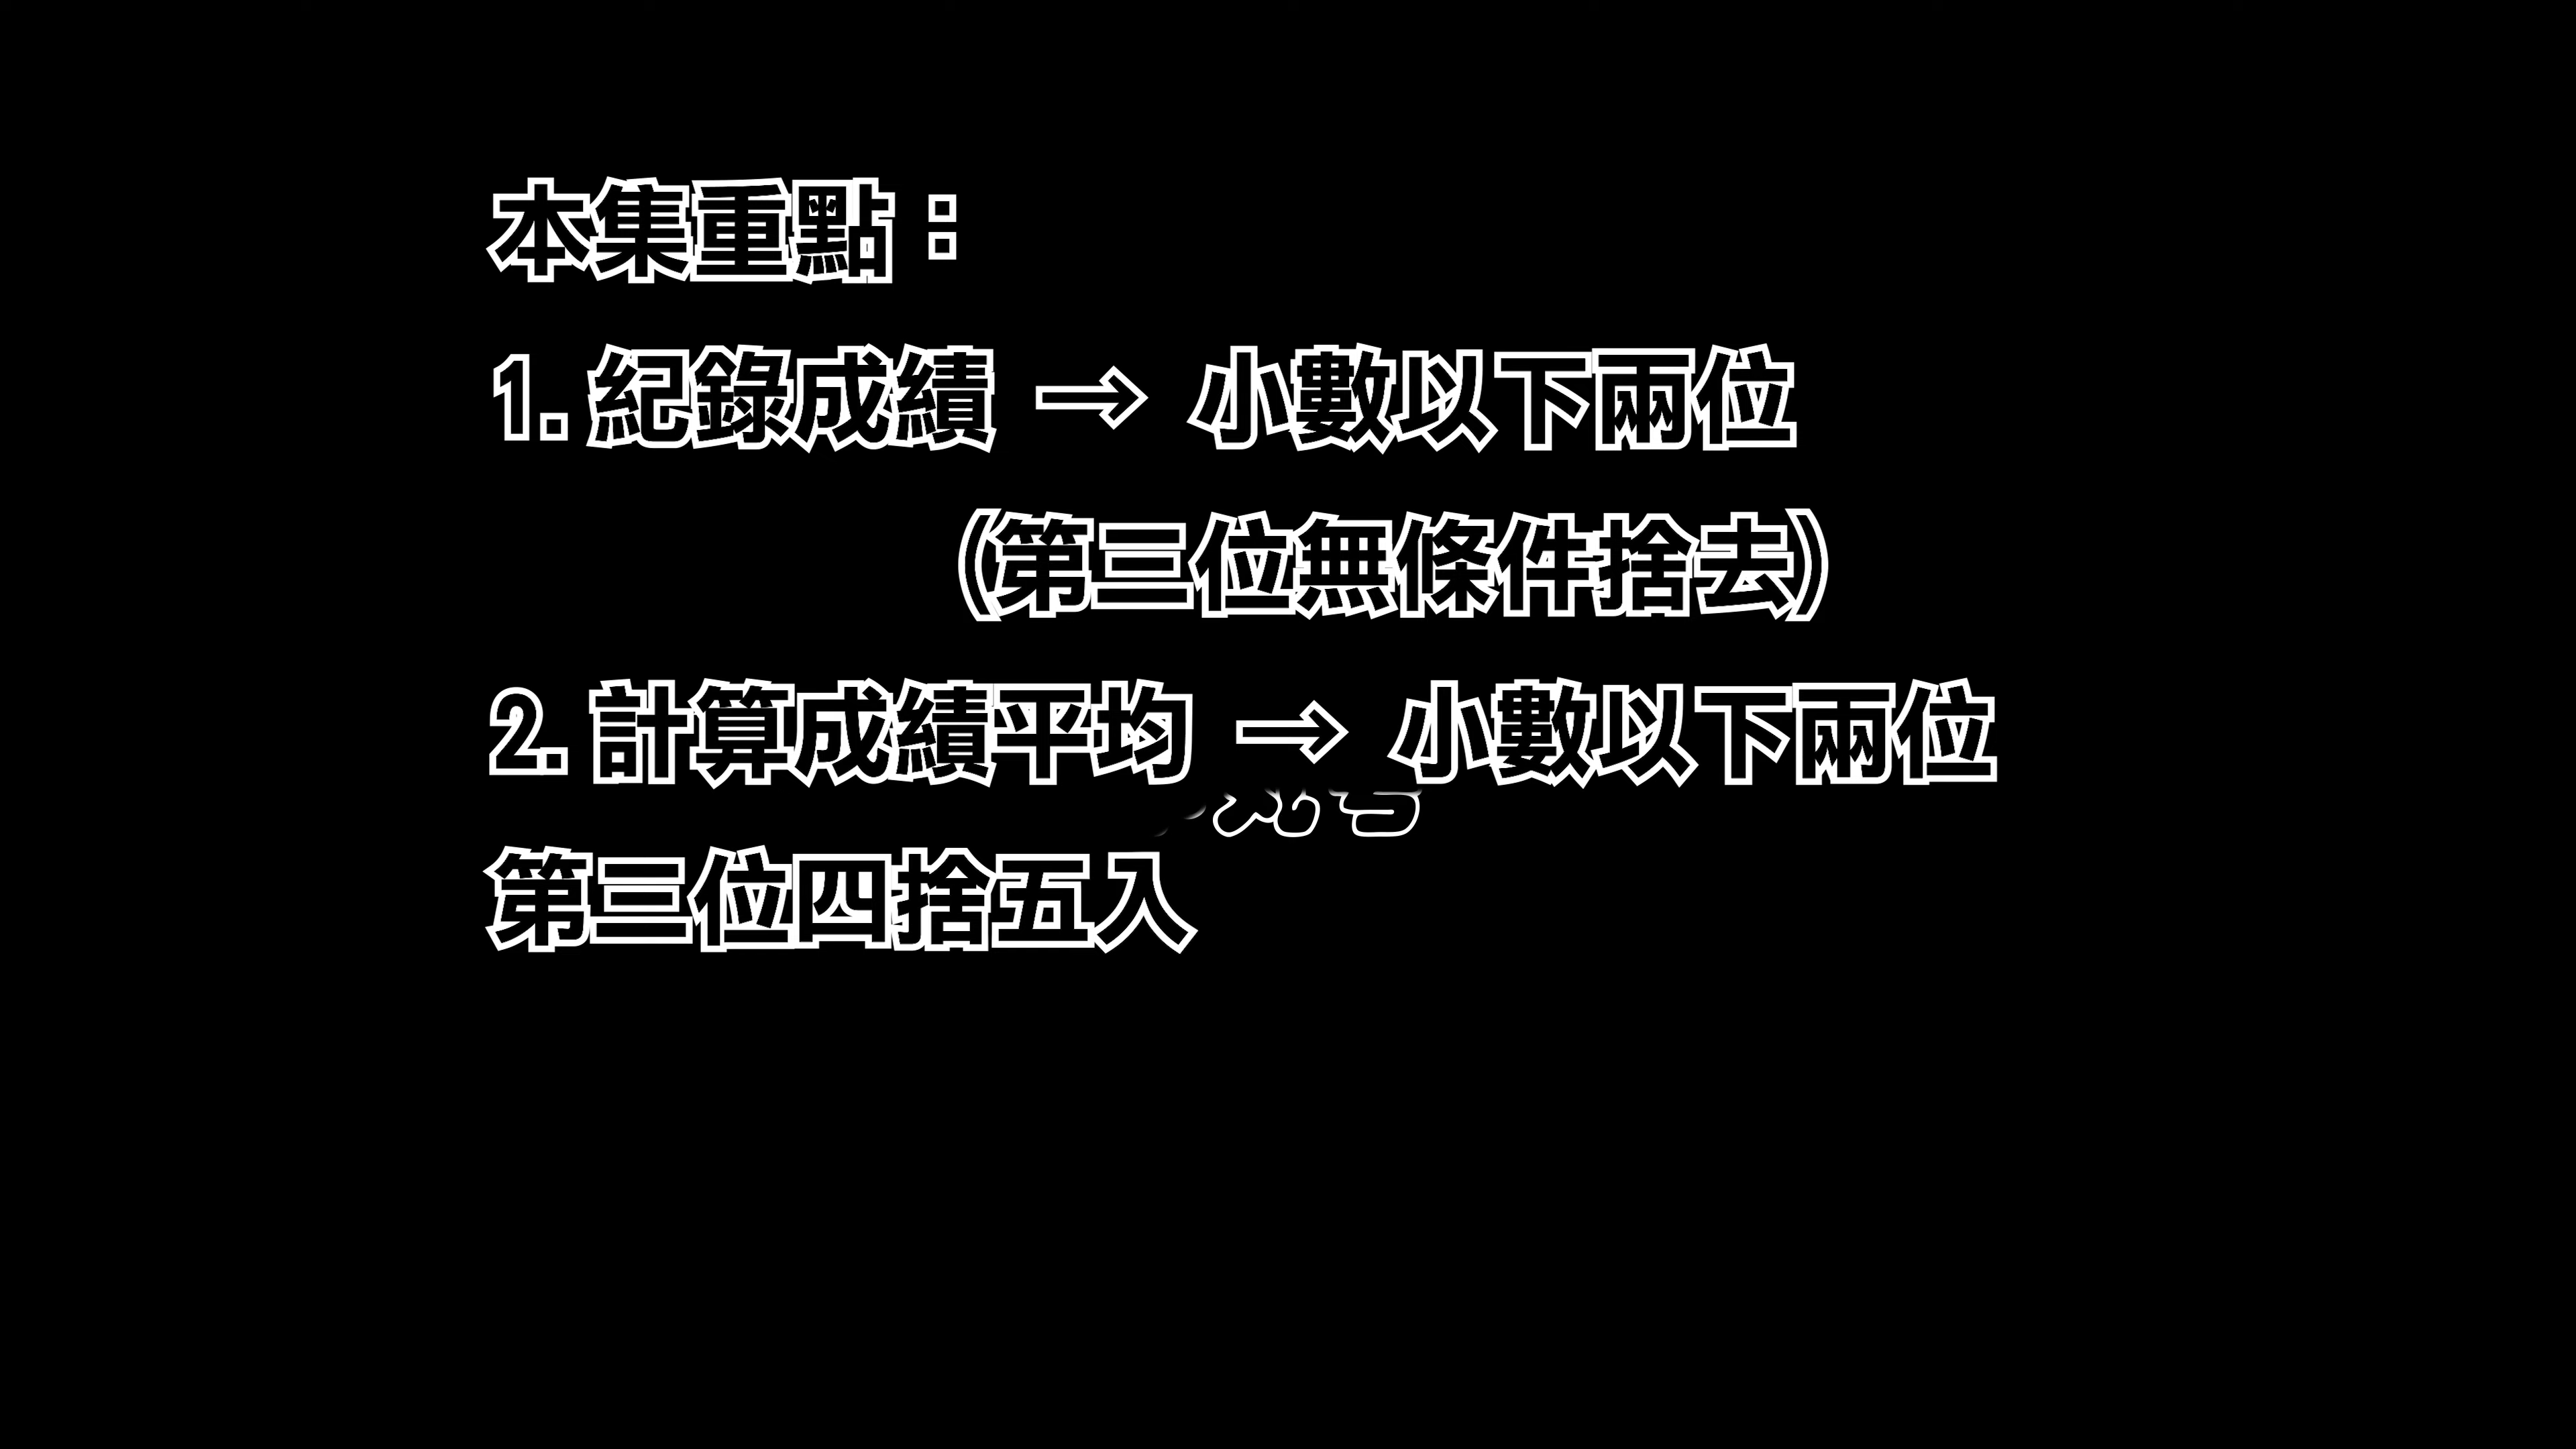 本集重點：
1. 紀錄成績 → 小數以下兩位
(第三位無條件捨去)
2. 計算成績平均 → 小數以下兩位
第三位四捨五入